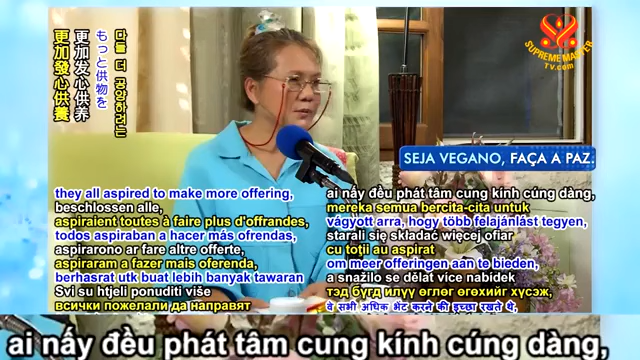 다들 더 공양하려는
もっと供物を
更加发心供养
更加發心供養
SUPREME MASTER
TV.com
SEJA VEGANO, FAÇA A PAZ.
they all aspired to make more offering,
beschlossen alle,
aspiraient toutes à faire plus d'offrandes,
todos aspiraban a hacer más ofrendas,
aspirarono ar fare altre offerte,
aspiraram a fazer mais oferenda,
berhasrat utk buat lebih banyak tawaran
Svi su htjeli ponuditi više
всички пожелали да направят
ai nấy đều phát tâm cung kính cúng dàng,
mereka semua bercita-cita untuk
vágyott arra, hogy több felajánlást tegyen,
starali się składać więcej ofiar
cu toţii au aspirat
om meer offeringen aan te bieden,
a snažilo se dělat více nabídek
тэд бүгд илүү өглөг өгөхийг хүсэж,
वे सभी अधिक भेंट करने की इच्छा रखते थे,
ai nấy đều phát tâm cung kính cúng dàng,